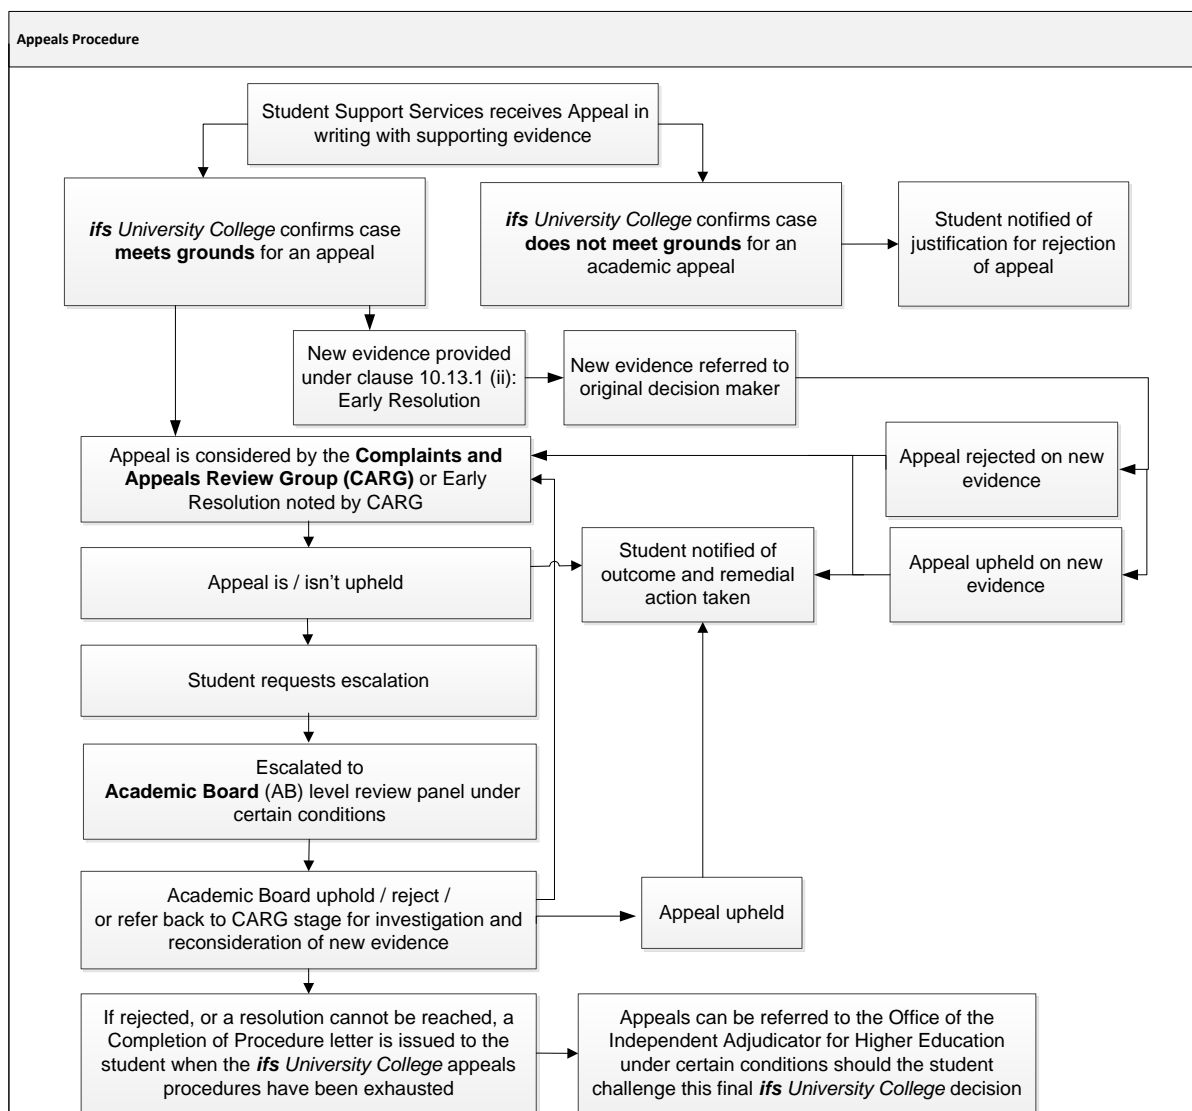 Appeals Procedure
Student Support Services receives Appeal in
writing with supporting evidence
ifs University College confirms case
meets grounds for an appeal
ifs University College confirms case
does not meet grounds for an
academic appeal
Student notified of
justification for rejection
of appeal
New evidence provided
under clause 10.13.1 (ii):
Early Resolution
New evidence referred to
original decision maker
Appeal is considered by the Complaints and
Appeals Review Group (CARG) or Early
Resolution noted by CARG
Appeal rejected on new
evidence
Appeal is / isn't upheld
Student notified of
outcome and remedial
action taken
Appeal upheld on new
evidence
Student requests escalation
Escalated to
Academic Board (AB) level review panel under
certain conditions
Academic Board uphold / reject /
or refer back to CARG stage for investigation and
reconsideration of new evidence
Appeal upheld
If rejected, or a resolution cannot be reached, a
Completion of Procedure letter is issued to the
student when the ifs University College appeals
procedures have been exhausted
Appeals can be referred to the Office of the
Independent Adjudicator for Higher Education
under certain conditions should the student
challenge this final ifs University College decision